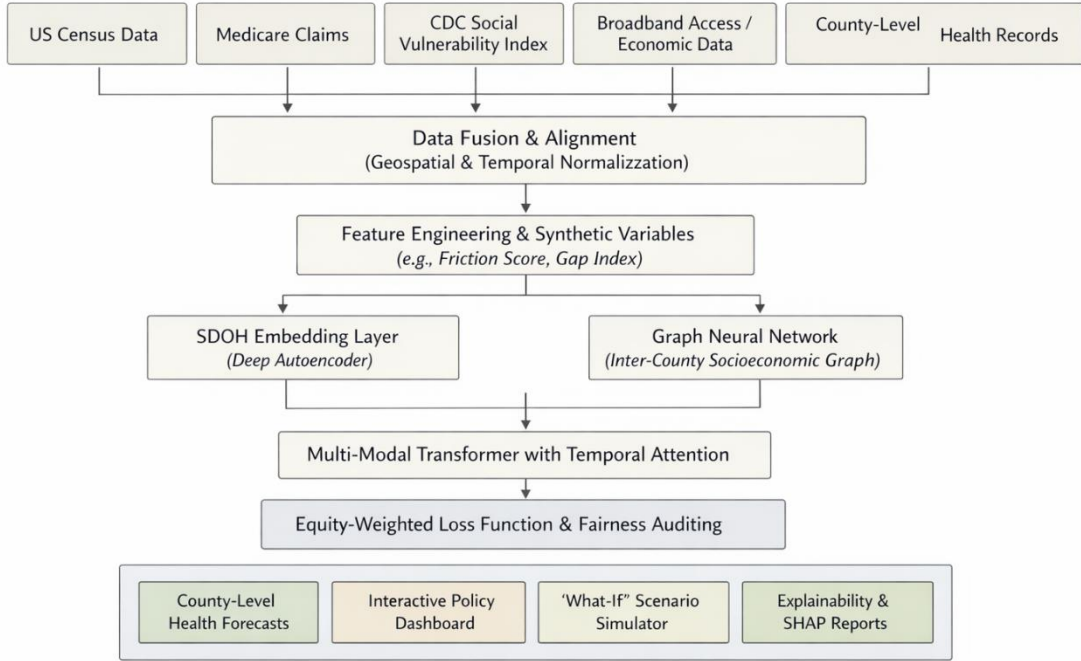 US Census Data
Medicare Claims
CDC Social
Vulnerability Index
Broadband Access /
Economic Data
County-Level Health Records
Data Fusion & Alignment
(Geospatial & Temporal Normalizzation)
Feature Engineering & Synthetic Variables
(e.g., Friction Score, Gap Index)
SDOH Embedding Layer
(Deep Autoencoder)
Graph Neural Network
(Inter-County Socioeconomic Graph)
Multi-Modal Transformer with Temporal Attention
Equity-Weighted Loss Function & Fairness Auditing
County-Level
Health Forecasts
Interactive Policy
Dashboard
‘What-If” Scenario
Simulator
Explainability &
SHAP Reports